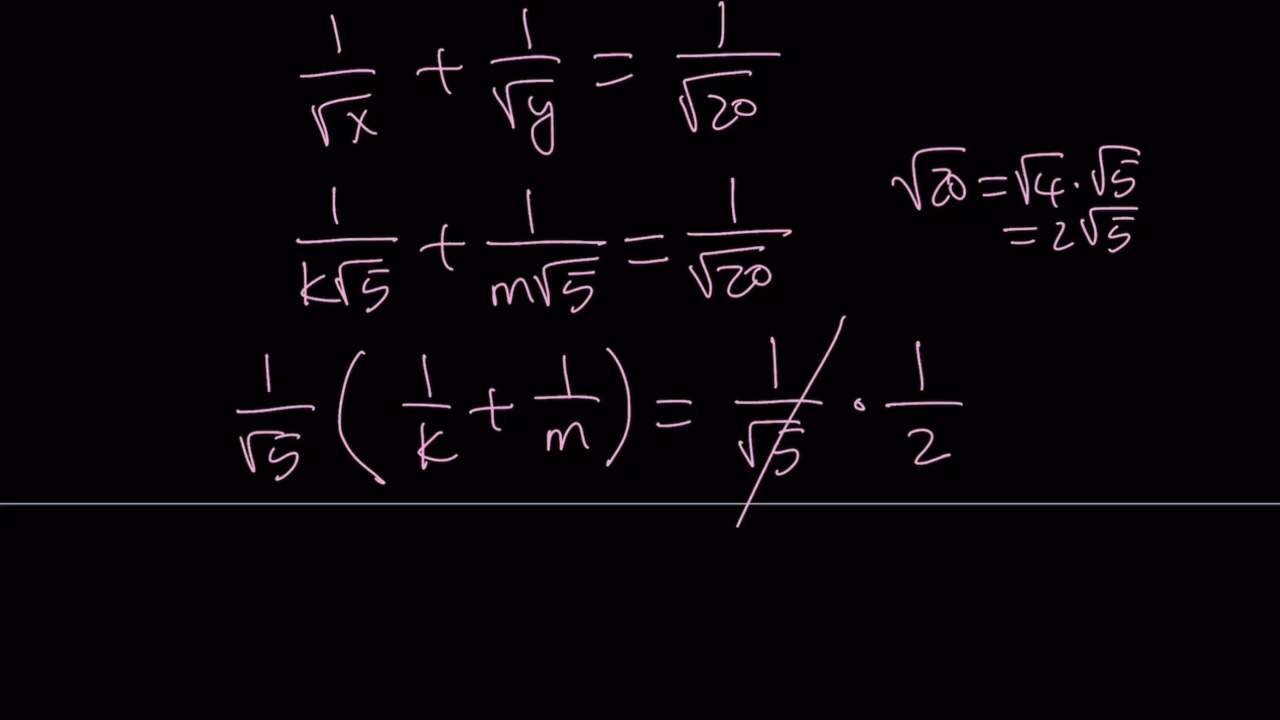 1/√x + 1/√y = 1/√20
√20 = √4 · √5
= 2√5
1/(k√5) + 1/(m√5) = 1/√20
1/√5 (1/k + 1/m) = 1/√5 · 1/2